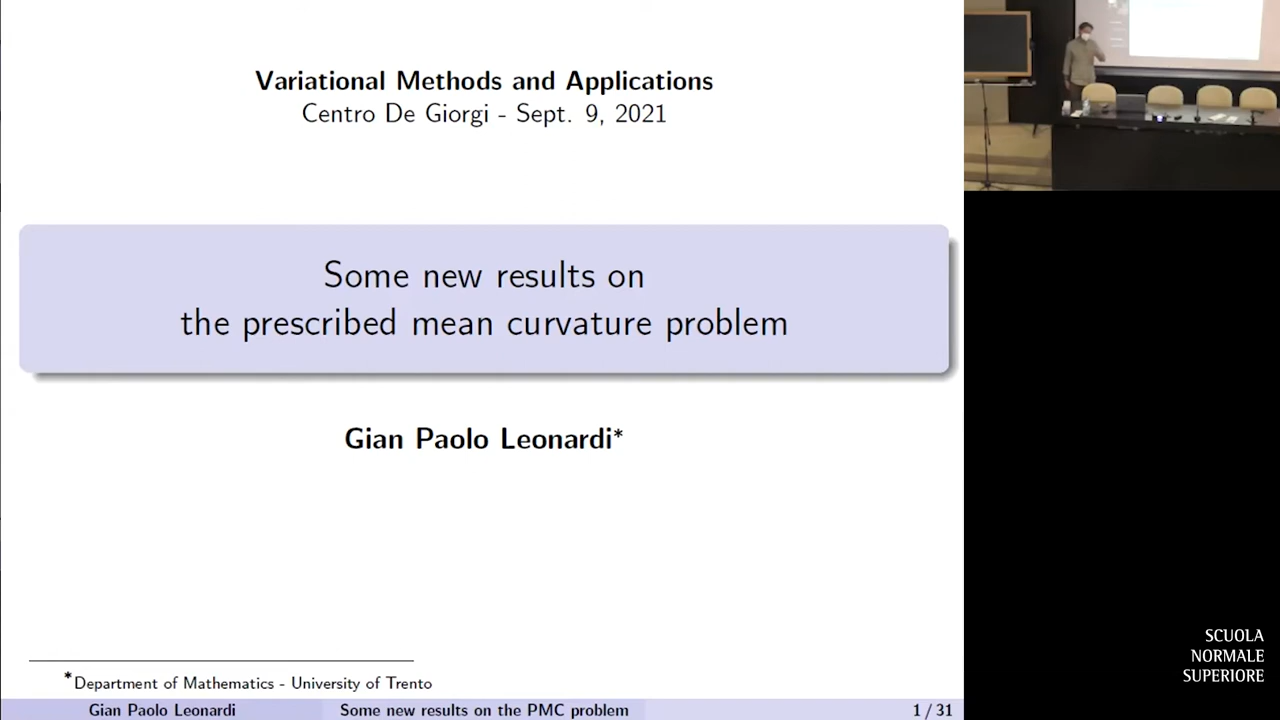 Variational Methods and Applications
Centro De Giorgi - Sept. 9, 2021
Some new results on
the prescribed mean curvature problem
Gian Paolo Leonardi*
*Department of Mathematics - University of Trento
Gian Paolo Leonardi
Some new results on the PMC problem
1 / 31
SCUOLA
NORMALE
SUPERIORE